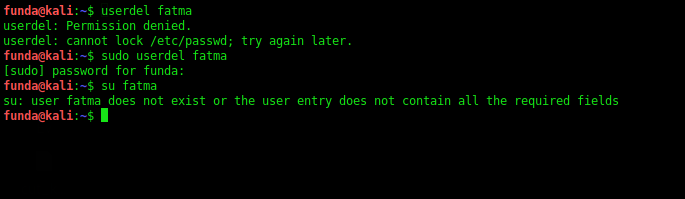 funda@kali:~$ userdel fatma
userdel: Permission denied.
userdel: cannot lock /etc/passwd; try again later.
funda@kali:~$ sudo userdel fatma
[sudo] password for funda:
funda@kali:~$ su fatma
su: user fatma does not exist or the user entry does not contain all the required fields
funda@kali:~$